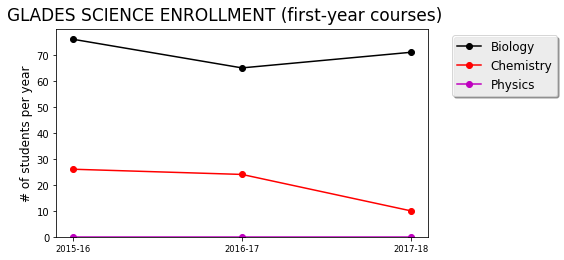 GLADES SCIENCE ENROLLMENT (first-year courses)
Biology
Chemistry
Physics
# of students per year
70
60
50
40
30
20
10
0
2015-16
2016-17
2017-18